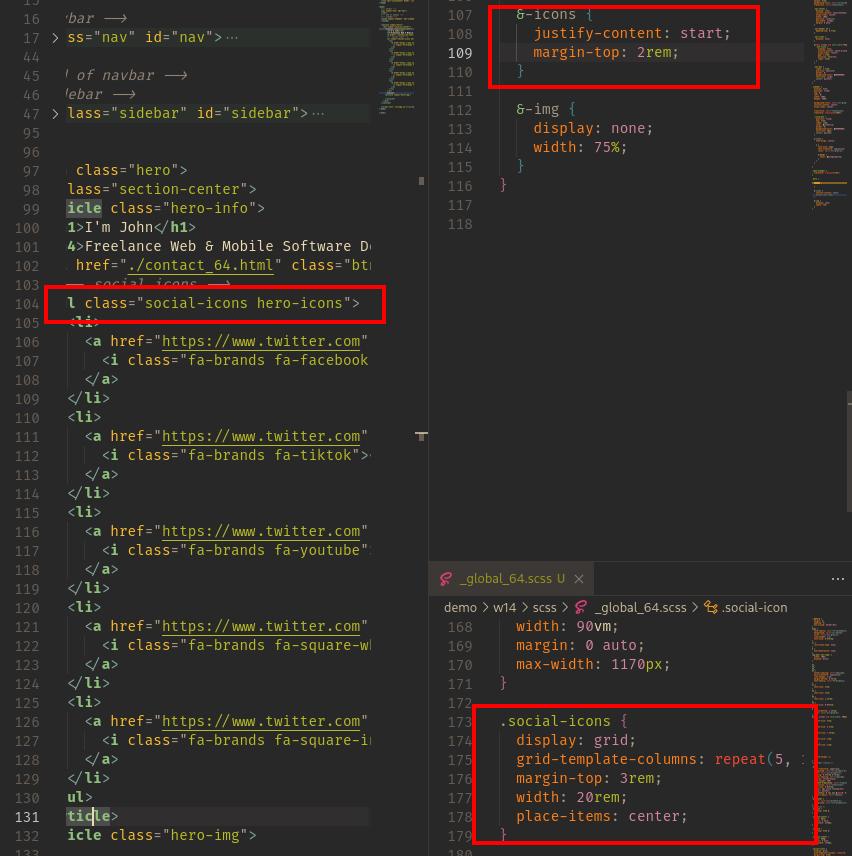 16 bar -->
17 ss="nav" id="nav">…
44
45 l of navbar -->
46 debar -->
47 lass="sidebar" id="sidebar">…
95
96
97 class="hero">
98 lass="section-center">
99 icle class="hero-info">
100 1>I'm John</h1>
101 4>Freelance Web & Mobile Software De
102 href="./contact_64.html" class="btn
103 -- social icons -->
104 l class="social-icons hero-icons">
105 <li>
106 <a href="https://www.twitter.com"
107 <i class="fa-brands fa-facebook
108 </a>
109 </li>
110 <li>
111 <a href="https://www.twitter.com"
112 <i class="fa-brands fa-tiktok">
113 </a>
114 </li>
115 <li>
116 <a href="https://www.twitter.com"
117 <i class="fa-brands fa-youtube"
118 </a>
119 </li>
120 <li>
121 <a href="https://www.twitter.com"
122 <i class="fa-brands fa-square-wh
123 </a>
124 </li>
125 <li>
126 <a href="https://www.twitter.com"
127 <i class="fa-brands fa-square-in
128 </a>
129 </li>
130 ul>
131 ticle>
132 icle class="hero-img">
133
107 &-icons {
108 justify-content: start;
109 margin-top: 2rem;
110 }
111
112 &-img {
113 display: none;
114 width: 75%;
115 }
116 }
117
118
_global_64.scss U
demo > w14 > scss > _global_64.scss > .social-icon
168 width: 90vm;
169 margin: 0 auto;
170 max-width: 1170px;
171 }
172
173 .social-icons {
174 display: grid;
175 grid-template-columns: repeat(5,
176 margin-top: 3rem;
177 width: 20rem;
178 place-items: center;
179 }
180